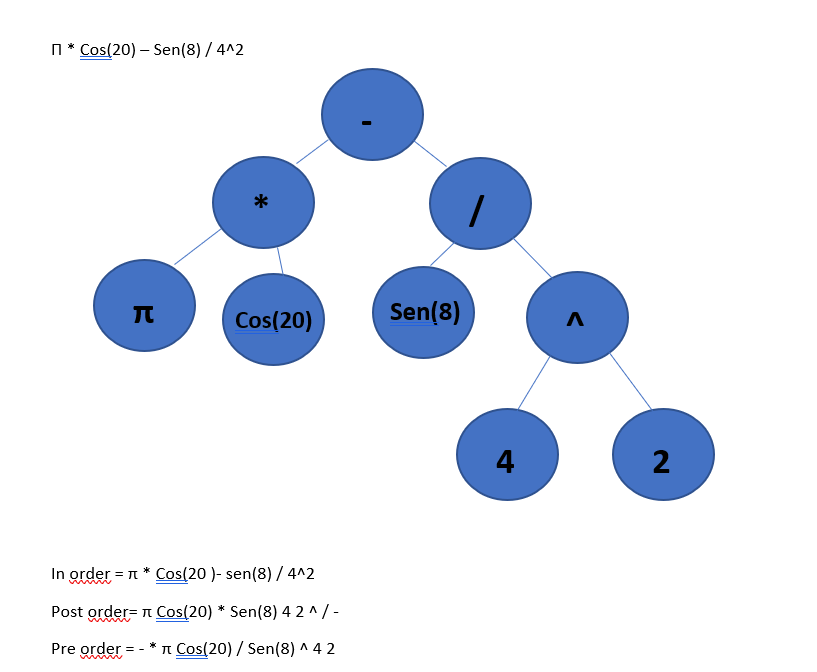 Π * Cos(20) – Sen(8) / 4^2
-
* /
π Cos(20) Sen(8) ^
4 2
In order = π * Cos(20 )- sen(8) / 4^2
Post order= π Cos(20) * Sen(8) 4 2 ^ / -
Pre order = - * π Cos(20) / Sen(8) ^ 4 2